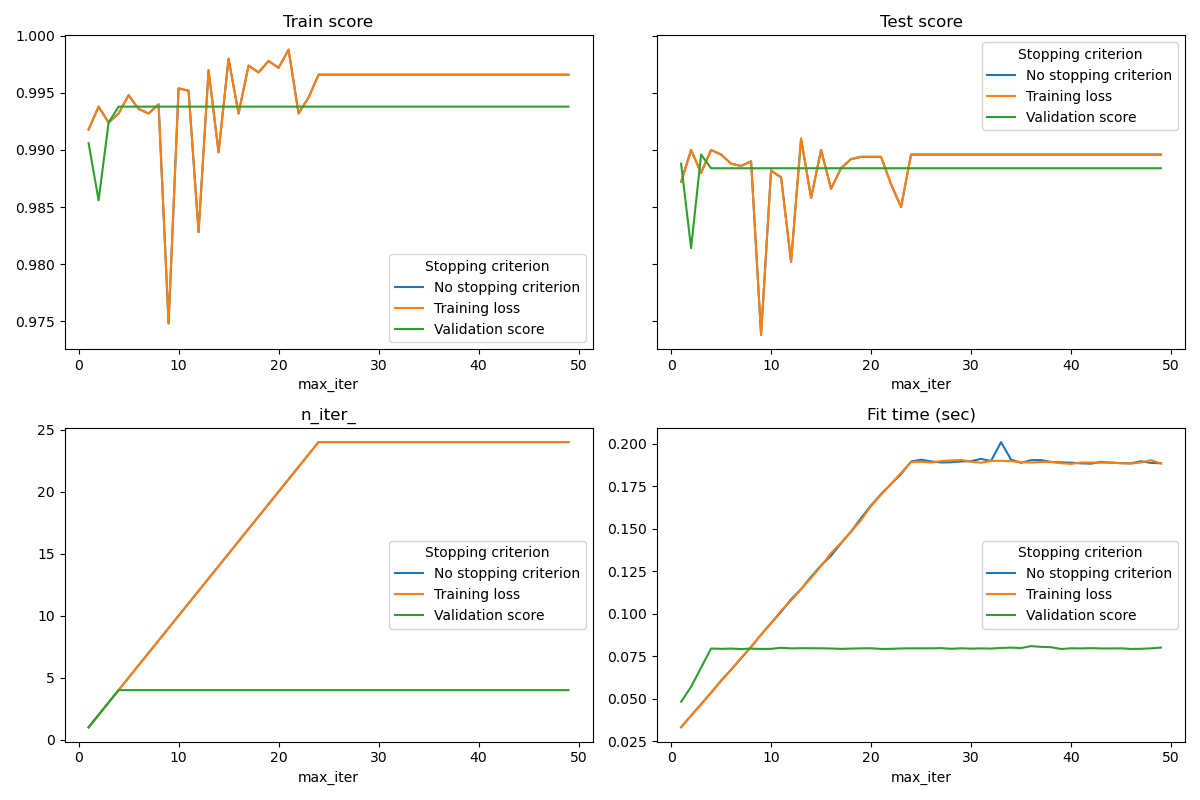 Train score
1.000
0.995
0.990
0.985
0.980
0.975
0 10 20 30 40 50
max_iter
Stopping criterion
No stopping criterion
Training loss
Validation score
Test score
Stopping criterion
No stopping criterion
Training loss
Validation score
0 10 20 30 40 50
max_iter
n_iter_
25
20
15
10
5
0
Stopping criterion
No stopping criterion
Training loss
Validation score
0 10 20 30 40 50
max_iter
Fit time (sec)
0.200
0.175
0.150
0.125
0.100
0.075
0.050
0.025
Stopping criterion
No stopping criterion
Training loss
Validation score
0 10 20 30 40 50
max_iter